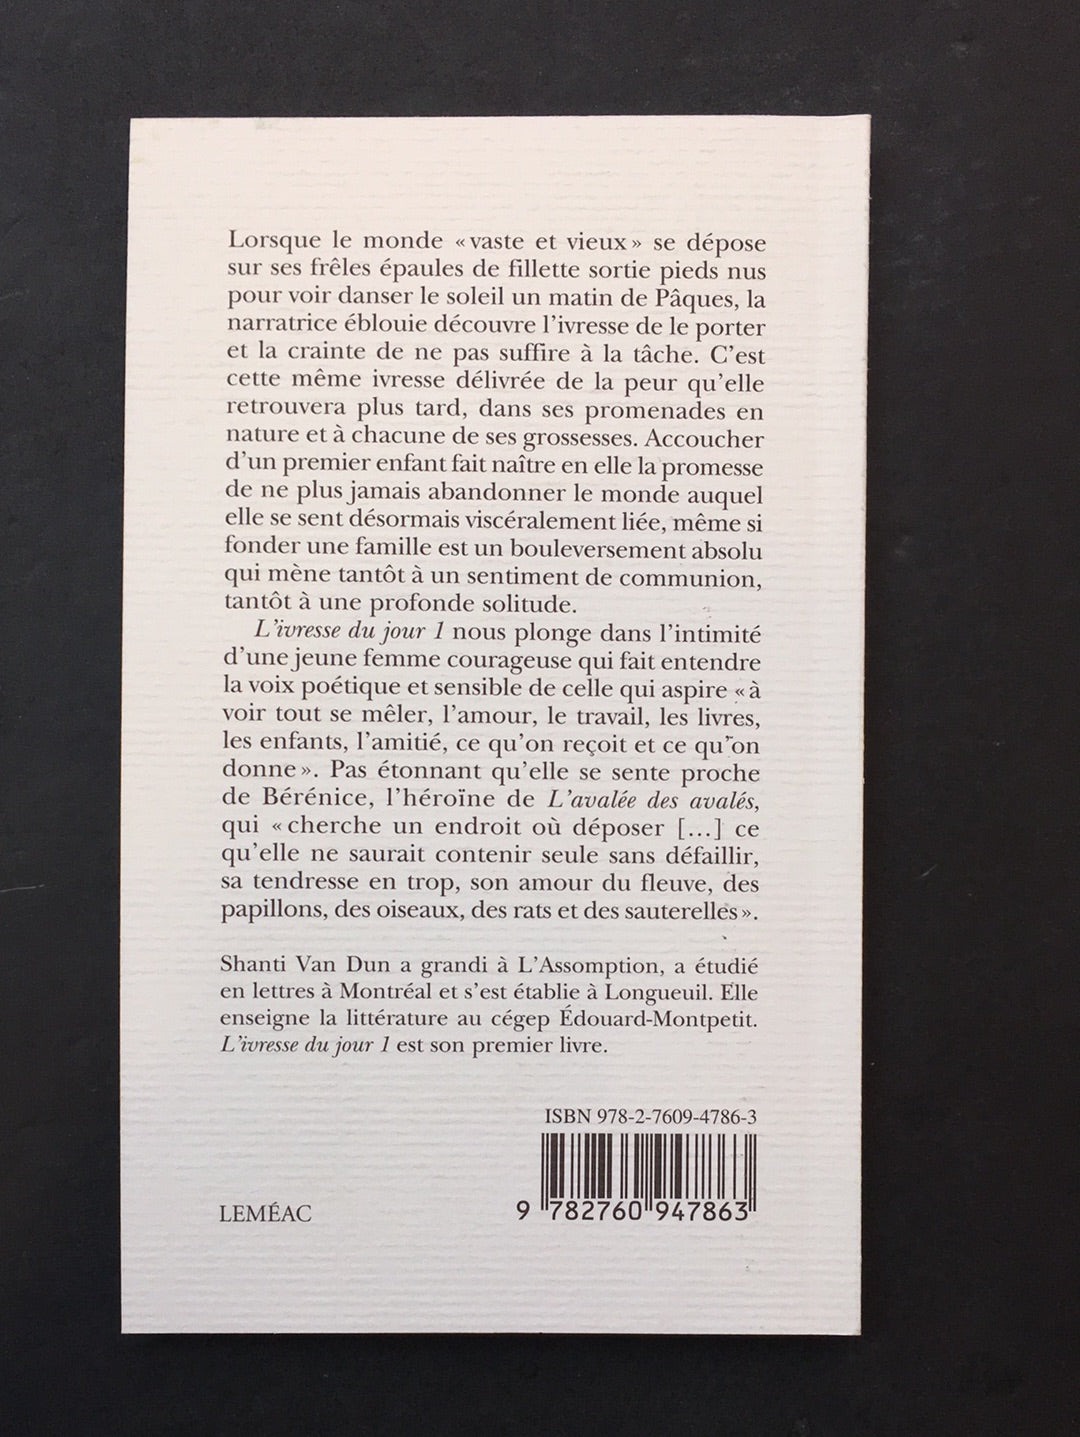 Lorsque le monde « vaste et vieux » se dépose
sur ses frêles épaules de fillette sortie pieds nus
pour voir danser le soleil un matin de Pâques, la
narratrice éblouie découvre l'ivresse de le porter
et la crainte de ne pas suffire à la tâche. C'est
cette même ivresse délivrée de la peur qu'elle
retrouvera plus tard, dans ses promenades en
nature et à chacune de ses grossesses. Accoucher
d'un premier enfant fait naître en elle la promesse
de ne plus jamais abandonner le monde auquel
elle se sent désormais viscéralement liée, même si
fonder une famille est un bouleversement absolu
qui mène tantôt à un sentiment de communion,
tantôt à une profonde solitude.
L'ivresse du jour 1 nous plonge dans l'intimité
d'une jeune femme courageuse qui fait entendre
la voix poétique et sensible de celle qui aspire « à
voir tout se mêler, l'amour, le travail, les livres,
les enfants, l'amitié, ce qu'on reçoit et ce qu'on
donne ». Pas étonnant qu'elle se sente proche
de Bérénice, l'héroïne de L'avalée des avalés,
qui « cherche un endroit où déposer [...] ce
qu'elle ne saurait contenir seule sans défaillir,
sa tendresse en trop, son amour du fleuve, des
papillons, des oiseaux, des rats et des sauterelles ».
Shanti Van Dun a grandi à L'Assomption, a étudié
en lettres à Montréal et s'est établie à Longueuil. Elle
enseigne la littérature au cégep Édouard-Montpetit.
L'ivresse du jour 1 est son premier livre.
ISBN 978-2-7609-4786-3
LEMÉAC
9 782760 947863